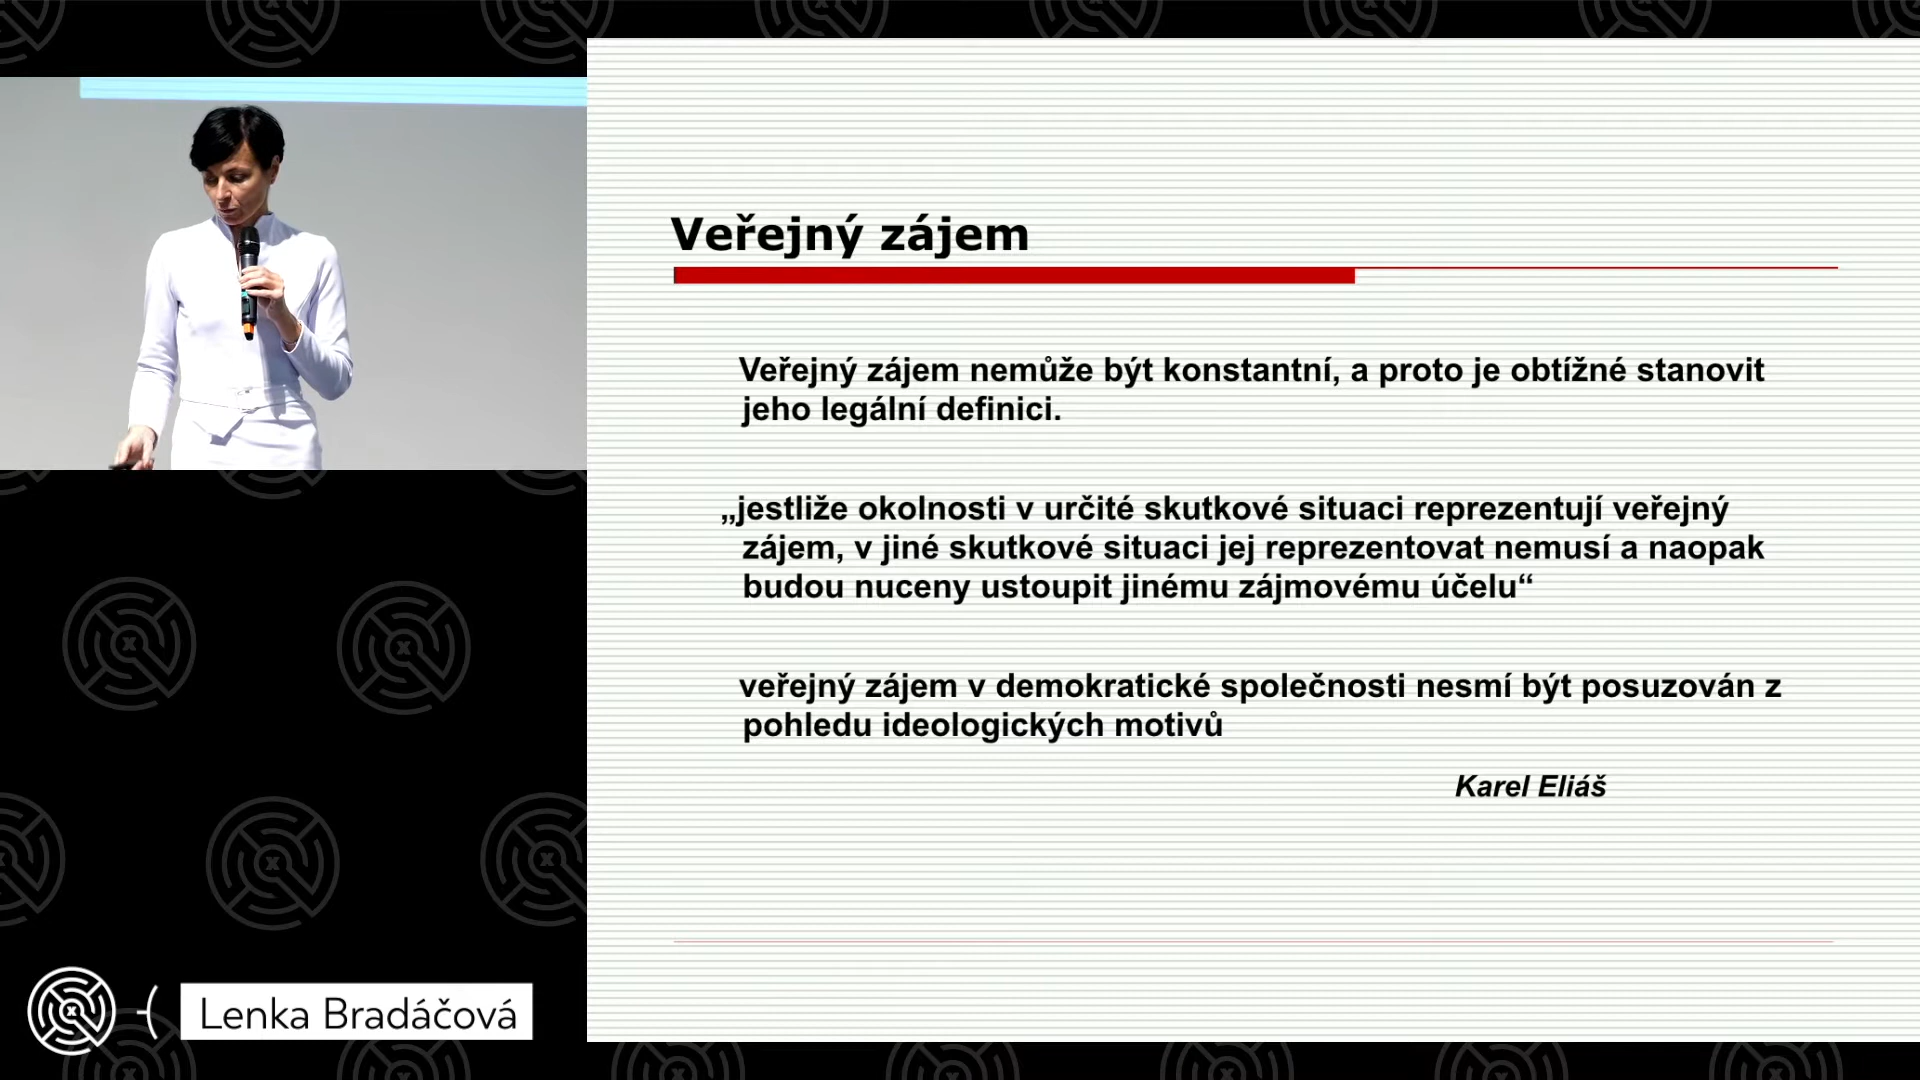 Veřejný zájem
Veřejný zájem nemůže být konstantní, a proto je obtížné stanovit
jeho legální definici.
„jestliže okolnosti v určité skutkové situaci reprezentují veřejný
zájem, v jiné skutkové situaci jej reprezentovat nemusí a naopak
budou nuceny ustoupit jinému zájmovému účelu“
veřejný zájem v demokratické společnosti nesmí být posuzován z
pohledu ideologických motivů
Karel Eliáš
Lenka Bradáčová